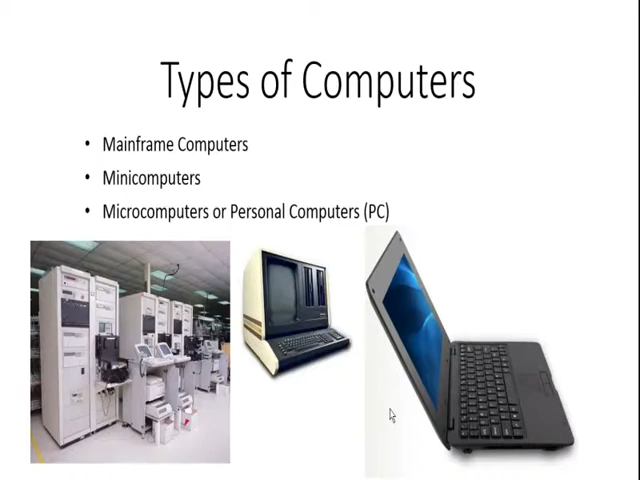 Types of Computers
• Mainframe Computers
• Minicomputers
• Microcomputers or Personal Computers (PC)